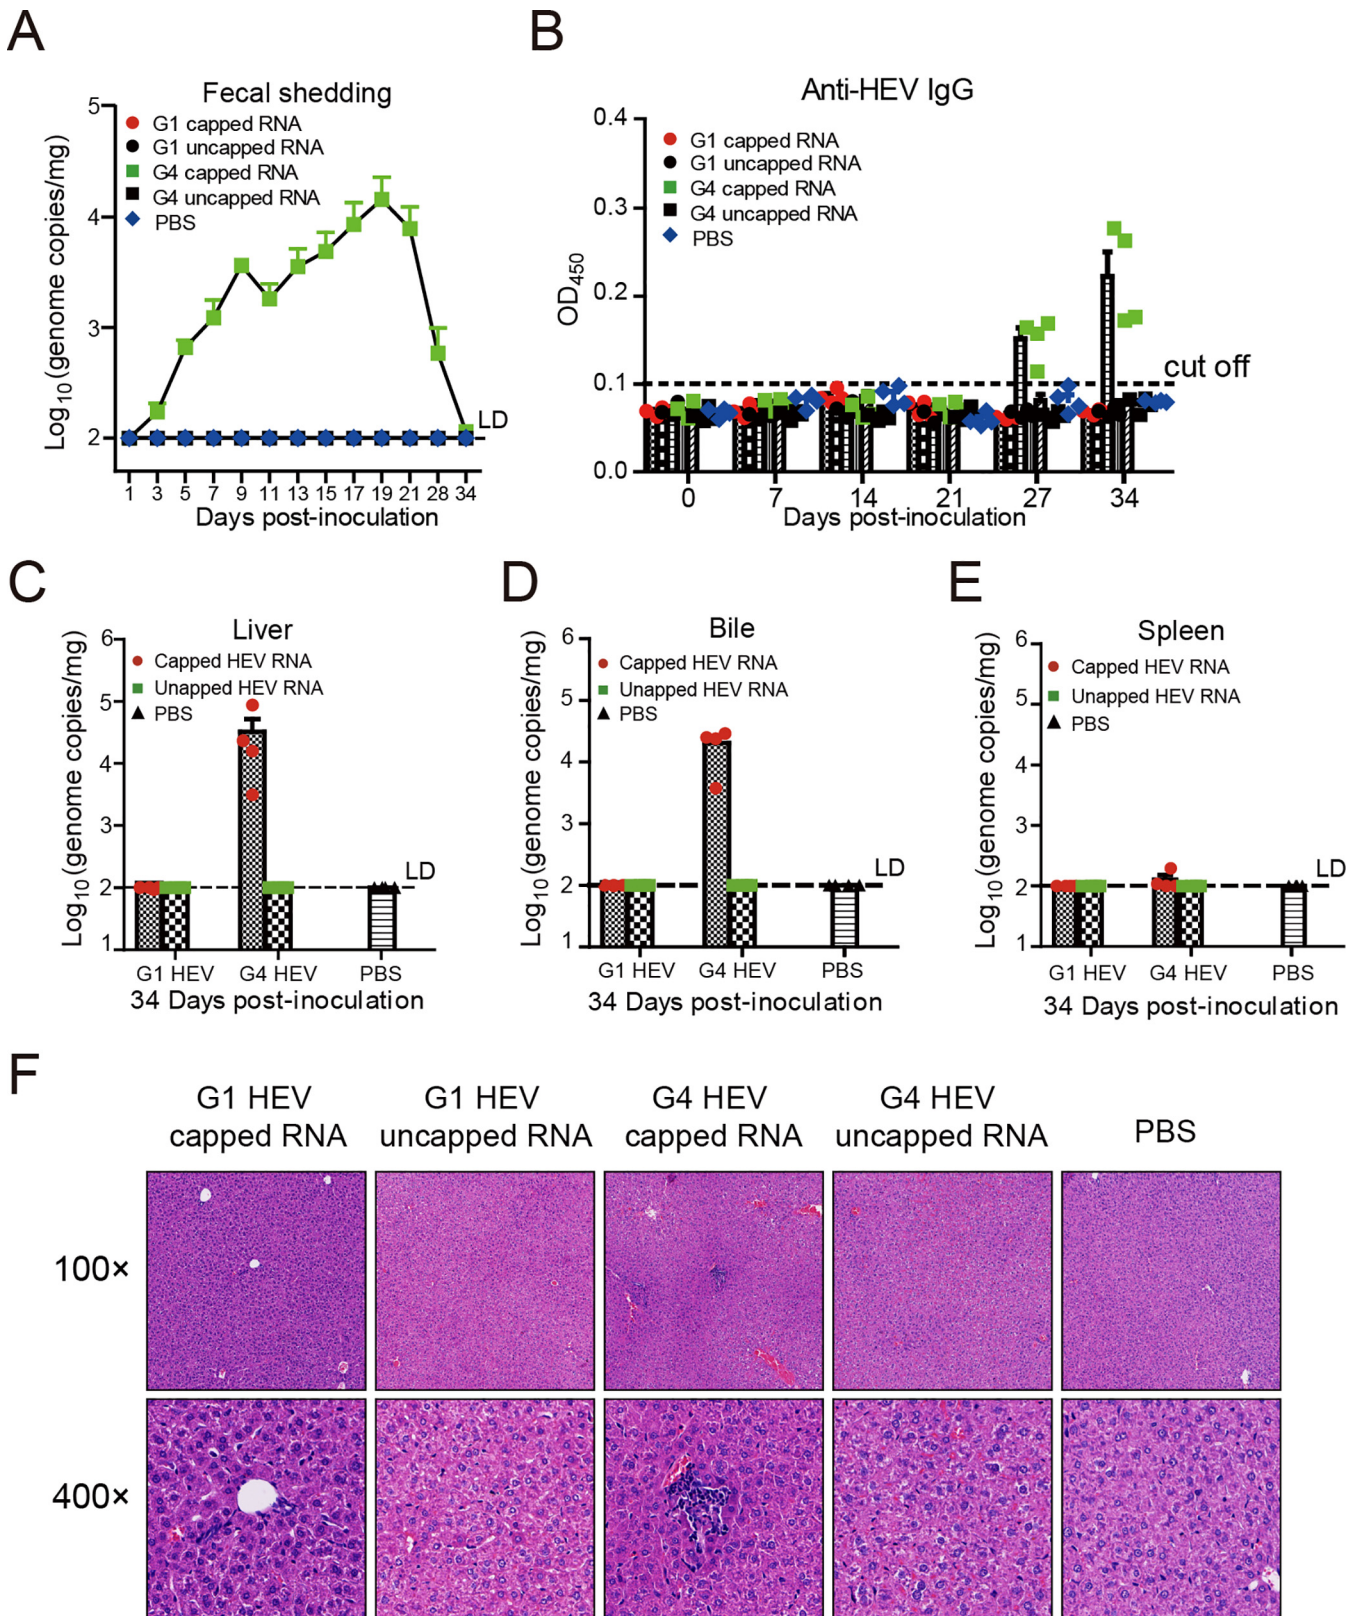 A
Fecal shedding
5
4
3
2
Log10(genome copies/mg)
G1 capped RNA
G1 uncapped RNA
G4 capped RNA
G4 uncapped RNA
PBS
LD
1 3 5 7 9 11 13 15 17 19 21 28 34
Days post-inoculation
B
Anti-HEV IgG
0.4
0.3
0.2
0.1
0.0
OD450
G1 capped RNA
G1 uncapped RNA
G4 capped RNA
G4 uncapped RNA
PBS
cut off
0 7 14 21 27 34
Days post-inoculation
C
Liver
6
5
4
3
2
1
Log10(genome copies/mg)
Capped HEV RNA
Unapped HEV RNA
PBS
LD
G1 HEV G4 HEV PBS
34 Days post-inoculation
D
Bile
6
5
4
3
2
1
Log10(genome copies/mg)
Capped HEV RNA
Unapped HEV RNA
PBS
LD
G1 HEV G4 HEV PBS
34 Days post-inoculation
E
Spleen
6
5
4
3
2
1
Log10(genome copies/mg)
Capped HEV RNA
Unapped HEV RNA
PBS
LD
G1 HEV G4 HEV PBS
34 Days post-inoculation
F
G1 HEV
capped RNA
G1 HEV
uncapped RNA
G4 HEV
capped RNA
G4 HEV
uncapped RNA
PBS
100×
400×